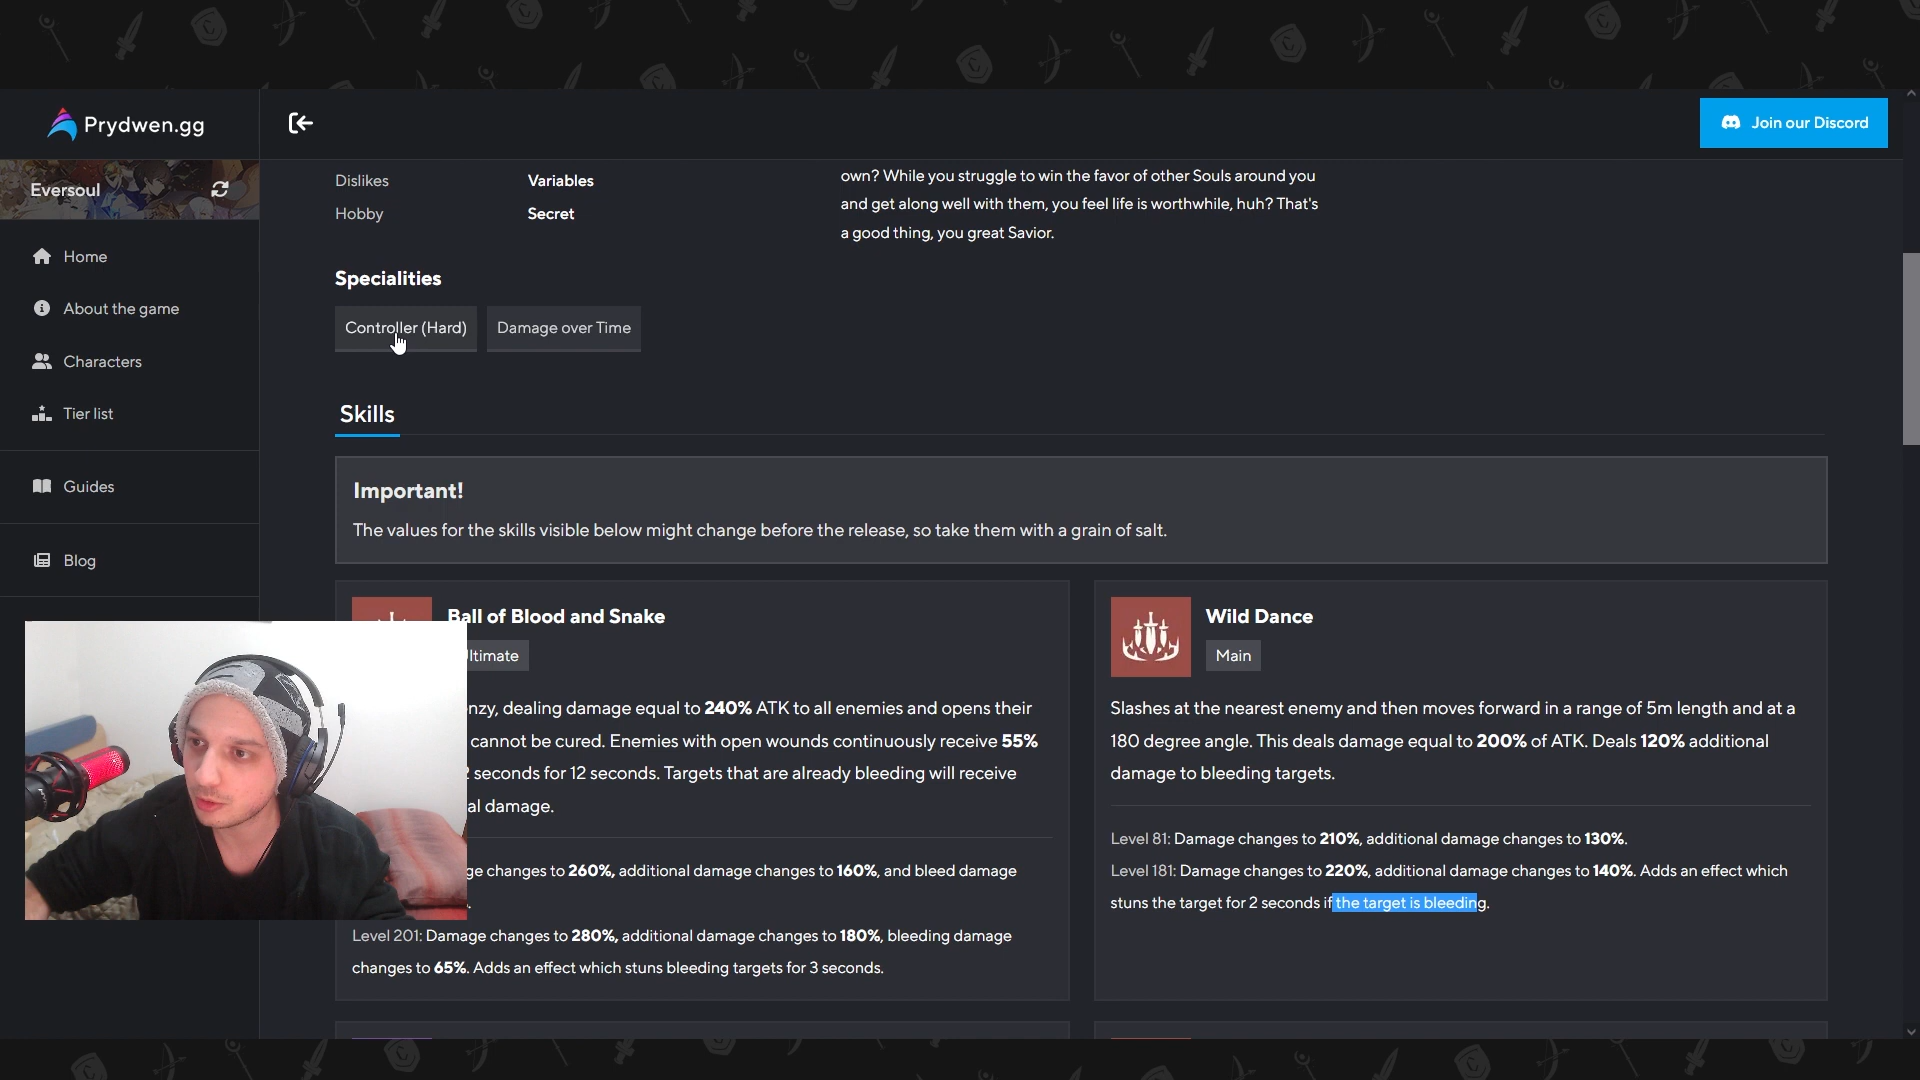 Prydwen.gg
Join our Discord
Eversoul
Home
About the game
Characters
Tier list
Guides
Blog
Dislikes
Variables
Hobby
Secret
own? While you struggle to win the favor of other Souls around you
and get along well with them, you feel life is worthwhile, huh? That's
a good thing, you great Savior.
Specialities
Controller (Hard)
Damage over Time
Skills
Important!
The values for the skills visible below might change before the release, so take them with a grain of salt.
Ball of Blood and Snake
ltimate
nzy, dealing damage equal to 240% ATK to all enemies and opens their
cannot be cured. Enemies with open wounds continuously receive 55%
seconds for 12 seconds. Targets that are already bleeding will receive
al damage.
ge changes to 260%, additional damage changes to 160%, and bleed damage
Level 201: Damage changes to 280%, additional damage changes to 180%, bleeding damage
changes to 65%. Adds an effect which stuns bleeding targets for 3 seconds.
Wild Dance
Main
Slashes at the nearest enemy and then moves forward in a range of 5m length and at a
180 degree angle. This deals damage equal to 200% of ATK. Deals 120% additional
damage to bleeding targets.
Level 81: Damage changes to 210%, additional damage changes to 130%.
Level 181: Damage changes to 220%, additional damage changes to 140%. Adds an effect which
stuns the target for 2 seconds if the target is bleeding.